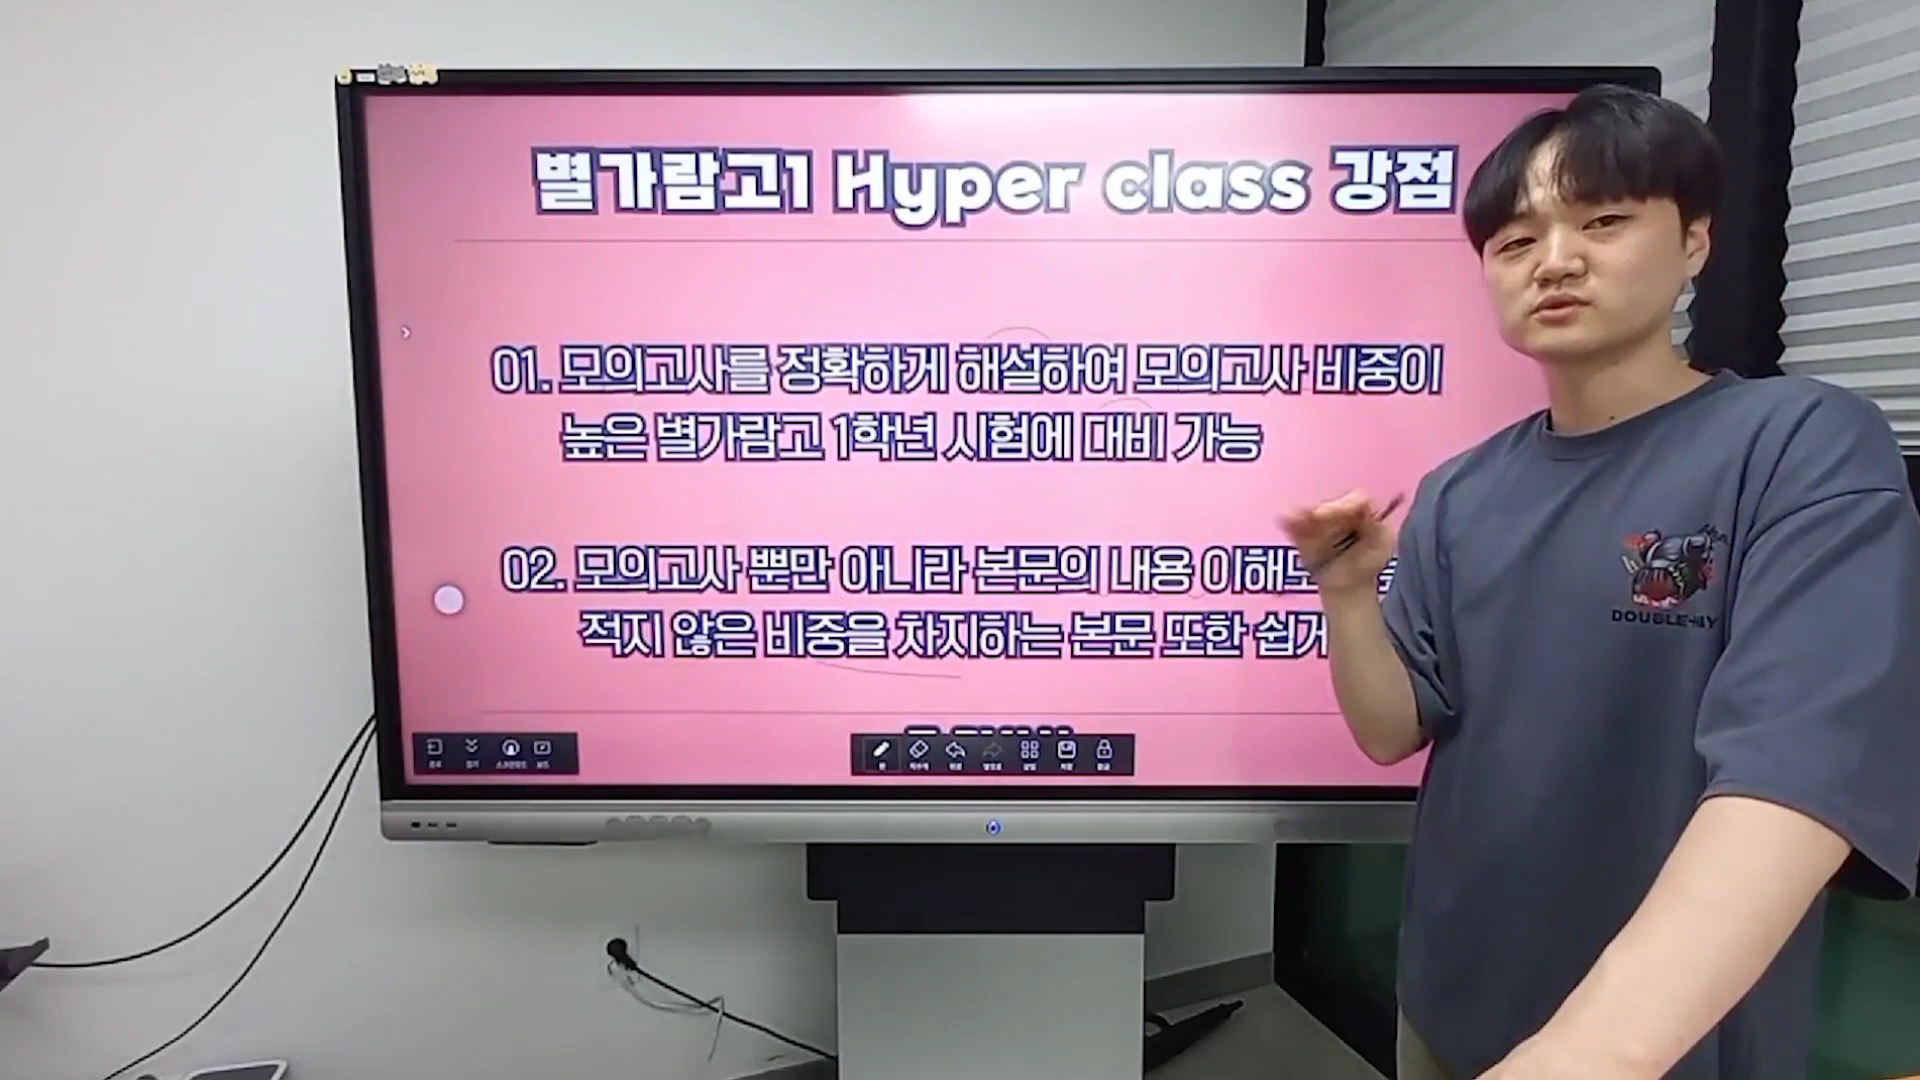 별가람고1 Hyper class 강점
01. 모의고사를 정확하게 해설하여 모의고사 비중이
높은 별가람고 1학년 시험에 대비 가능
02. 모의고사 뿐만 아니라 본문의 내용 이해도
적지 않은 비중을 차지하는 본문 또한 쉽게